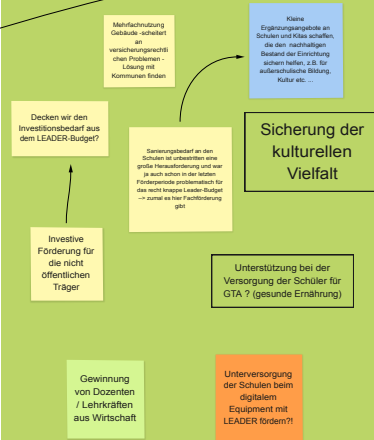 Mehrfachnutzung
Gebäude -scheitert
an
versicherungsrechtli
chen Problemen -
Lösung mit
Kommunen finden
Kleine
Ergänzungsangebote an
Schulen und Kitas schaffen,
die den nachhaltigen
Bestand der Einrichtung
sichern helfen, z.B. für
außerschulische Bildung,
Kultur etc. ...
Decken wir den
Investitionsbedarf aus
dem LEADER-Budget?
Sanierungsbedarf an den
Schulen ist unbestritten eine
große Herausforderung und war
ja auch schon in der letzten
Förderperiode problematisch für
das recht knappe Leader-Budget
--> zumal es hier Fachförderung
gibt
Sicherung der
kulturellen
Vielfalt
Investive
Förderung für
die nicht
öffentlichen
Träger
Unterstützung bei der
Versorgung der Schüler für
GTA ? (gesunde Ernährung)
Gewinnung
von Dozenten
/ Lehrkräften
aus Wirtschaft
Unterversorgung
der Schulen beim
digitalem
Equipment mit
LEADER fördern?!